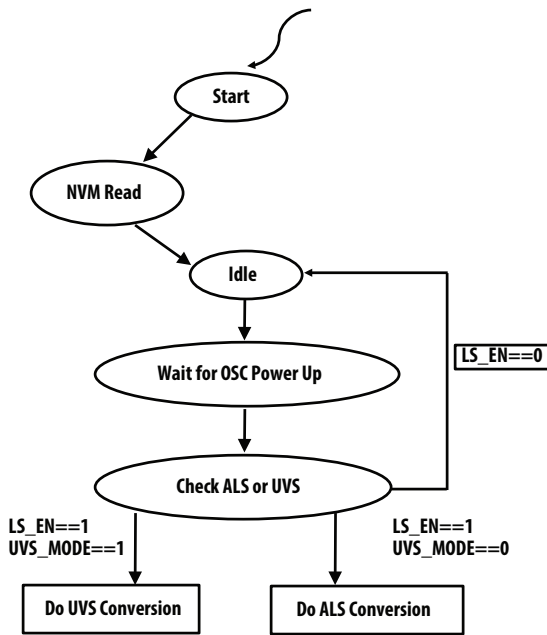 Start
NVM Read
Idle
LS_EN==0
Wait for OSC Power Up
Check ALS or UVS
LS_EN==1
UVS_MODE==1
LS_EN==1
UVS_MODE==0
Do UVS Conversion
Do ALS Conversion